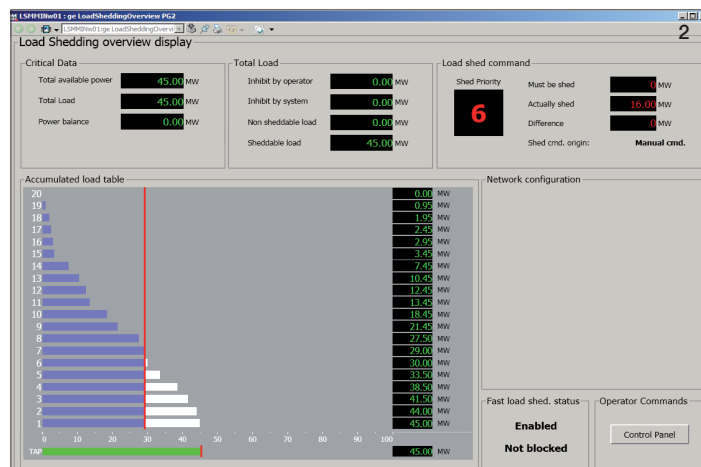 LSMMINw01 : ge LoadSheddingOverview PG2
LSMMINw01:ge LoadSheddingOvervi
2
Load Shedding overview display
Critical Data
Total available power 45.00 MW
Total Load 45.00 MW
Power balance 0.00 MW
Total Load
Inhibit by operator 0.00 MW
Inhibit by system 0.00 MW
Non sheddable load 0.00 MW
Sheddable load 45.00 MW
Load shed command
Shed Priority
6
Must be shed 0 MW
Actually shed 16.00 MW
Difference 0 MW
Shed cmd. origin: Manual cmd.
Accumulated load table
20 0.00 MW
19 0.95 MW
18 1.95 MW
17 2.45 MW
16 2.95 MW
15 3.45 MW
14 7.45 MW
13 10.45 MW
12 12.45 MW
11 13.45 MW
10 18.45 MW
9 21.45 MW
8 27.50 MW
7 29.00 MW
6 30.00 MW
5 33.50 MW
4 38.50 MW
3 41.50 MW
2 44.00 MW
1 45.00 MW
0 10 20 30 40 50 60 70 80 90 100
TAP 45.00 MW
Network configuration
Fast load shed. status
Enabled
Not blocked
Operator Commands
Control Panel